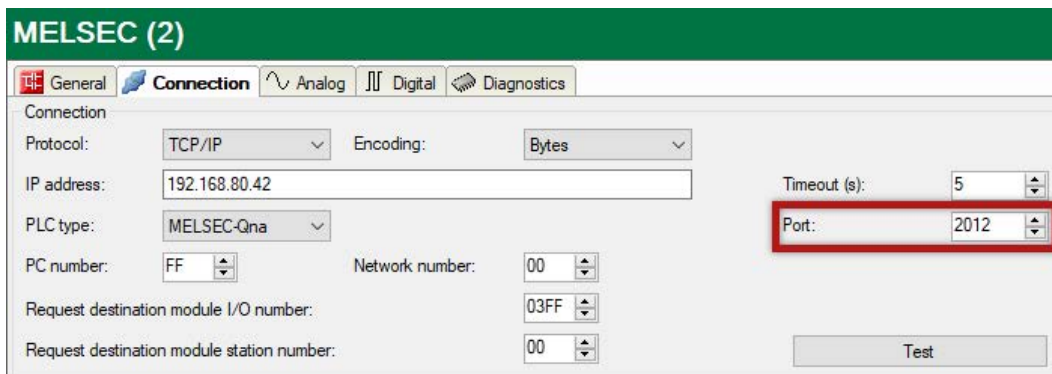 MELSEC (2)
General Connection Analog Digital Diagnostics
Connection
Protocol: TCP/IP Encoding: Bytes
IP address: 192.168.80.42 Timeout (s): 5
PLC type: MELSEC-Qna Port: 2012
PC number: FF Network number: 00
Request destination module I/O number: 03FF
Request destination module station number: 00 Test